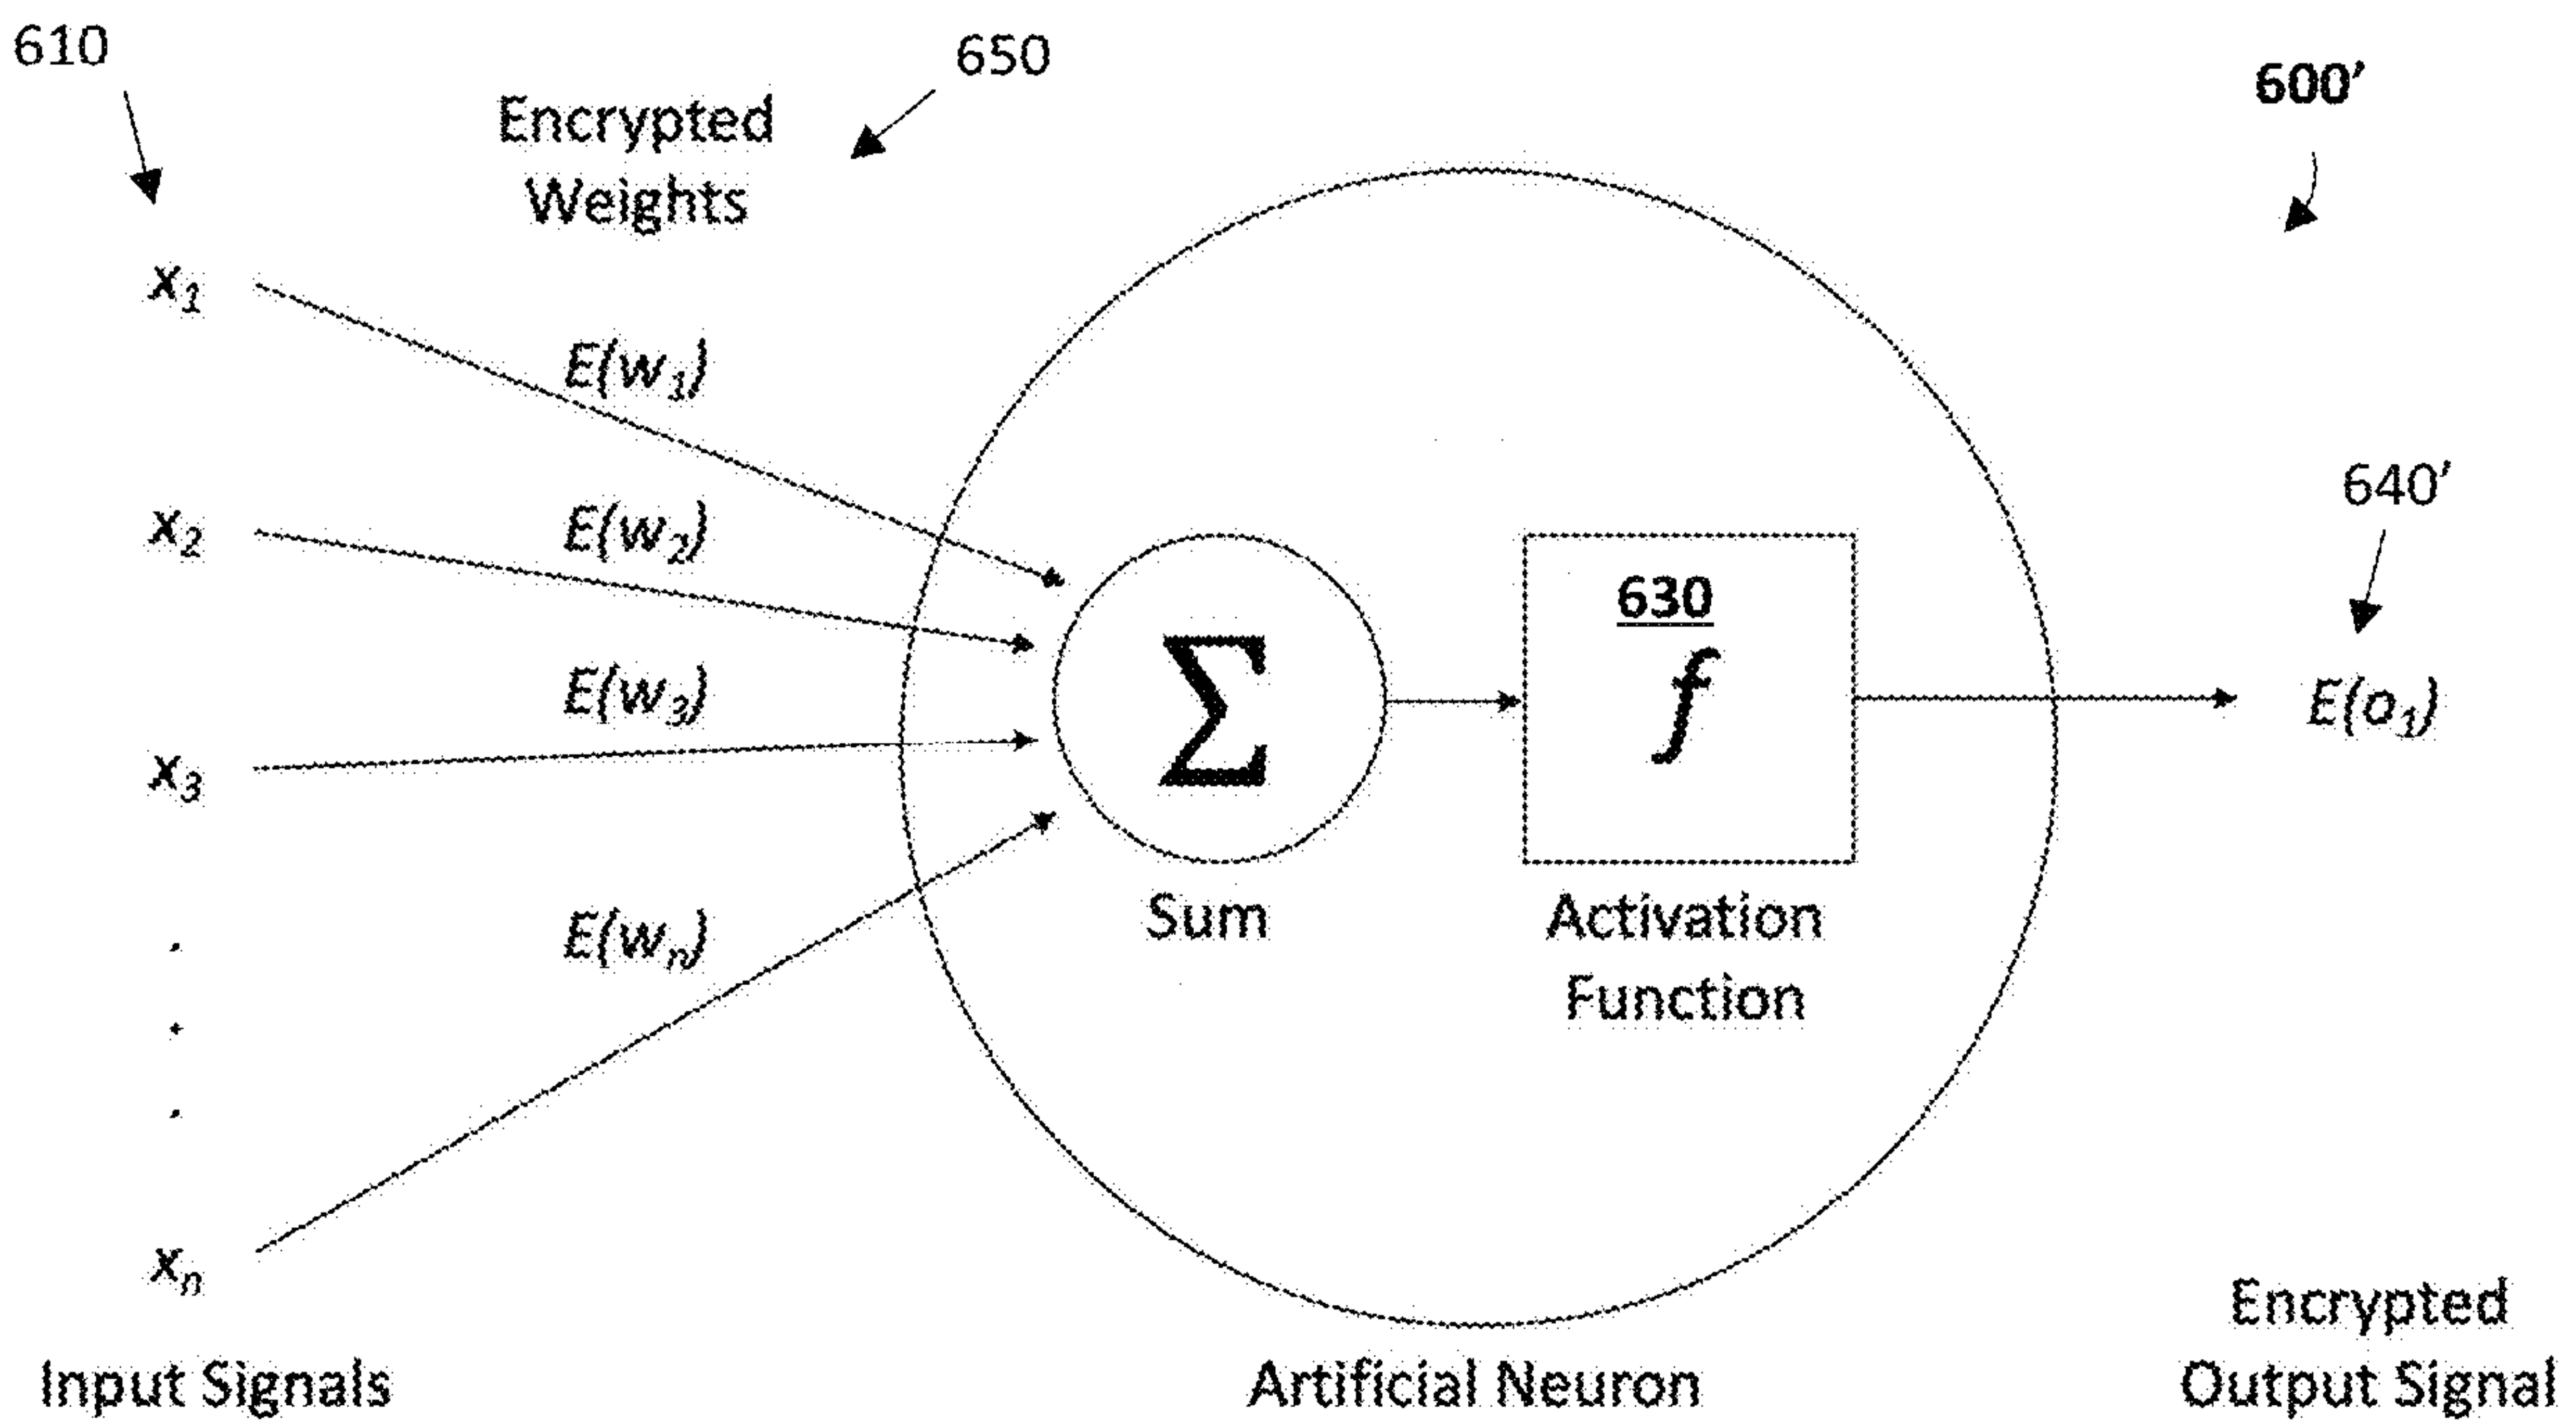 610
650
600’
Encrypted
Weights
x1
E(w1)
x2
E(w2)
640’
630
f
Σ
E(w3)
E(o1)
x3
Sum
Activation
Function
E(wn)
.
.
.
xn
Encrypted
Output Signal
Input Signals
Artificial Neuron